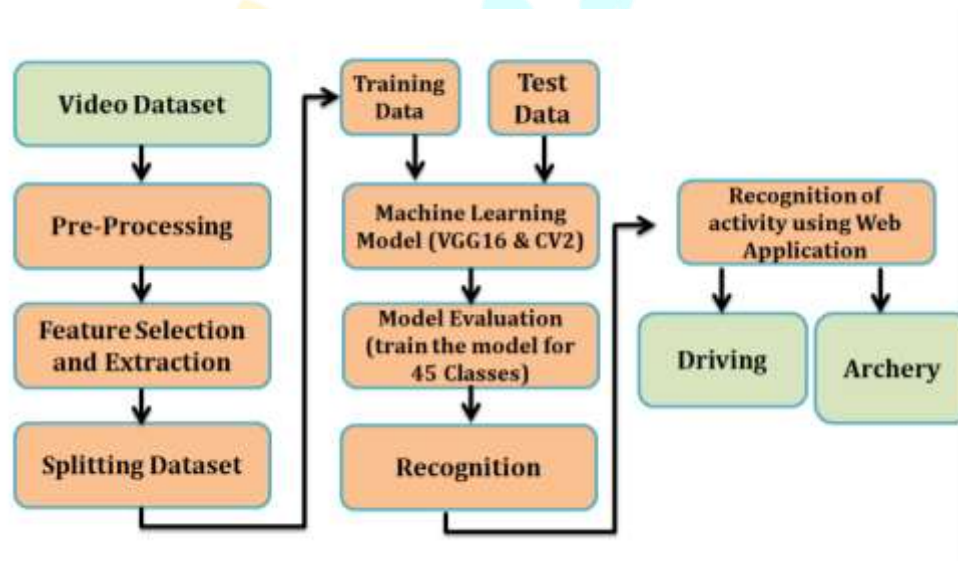 Video Dataset
Pre-Processing
Feature Selection
and Extraction
Splitting Dataset
Training
Data
Test
Data
Machine Learning
Model (VGG16 & CV2)
Model Evaluation
(train the model for
45 Classes)
Recognition
Recognition of
activity using Web
Application
Driving
Archery